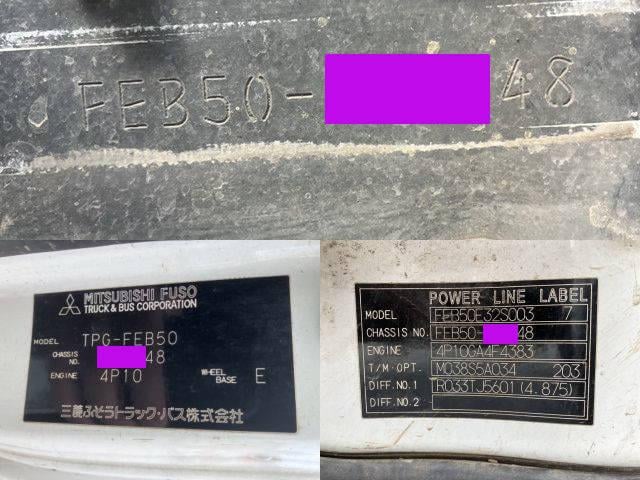 FEB50- 48
MITSUBISHI FUSO
TRUCK & BUS CORPORATION
MODEL TPG-FEB50
CHASSIS NO. 48
ENGINE 4P10 WHEEL BASE E
三菱ふそうトラック・バス株式会社
POWER LINE LABEL
MODEL FEB50E32S003 7
CHASSIS NO. FEB50- 48
ENGINE 4P10GA4F4383
T/M OPT. M038S5A034 203
DIFF.NO.1 R033TJ5601(4.875)
DIFF.NO.2